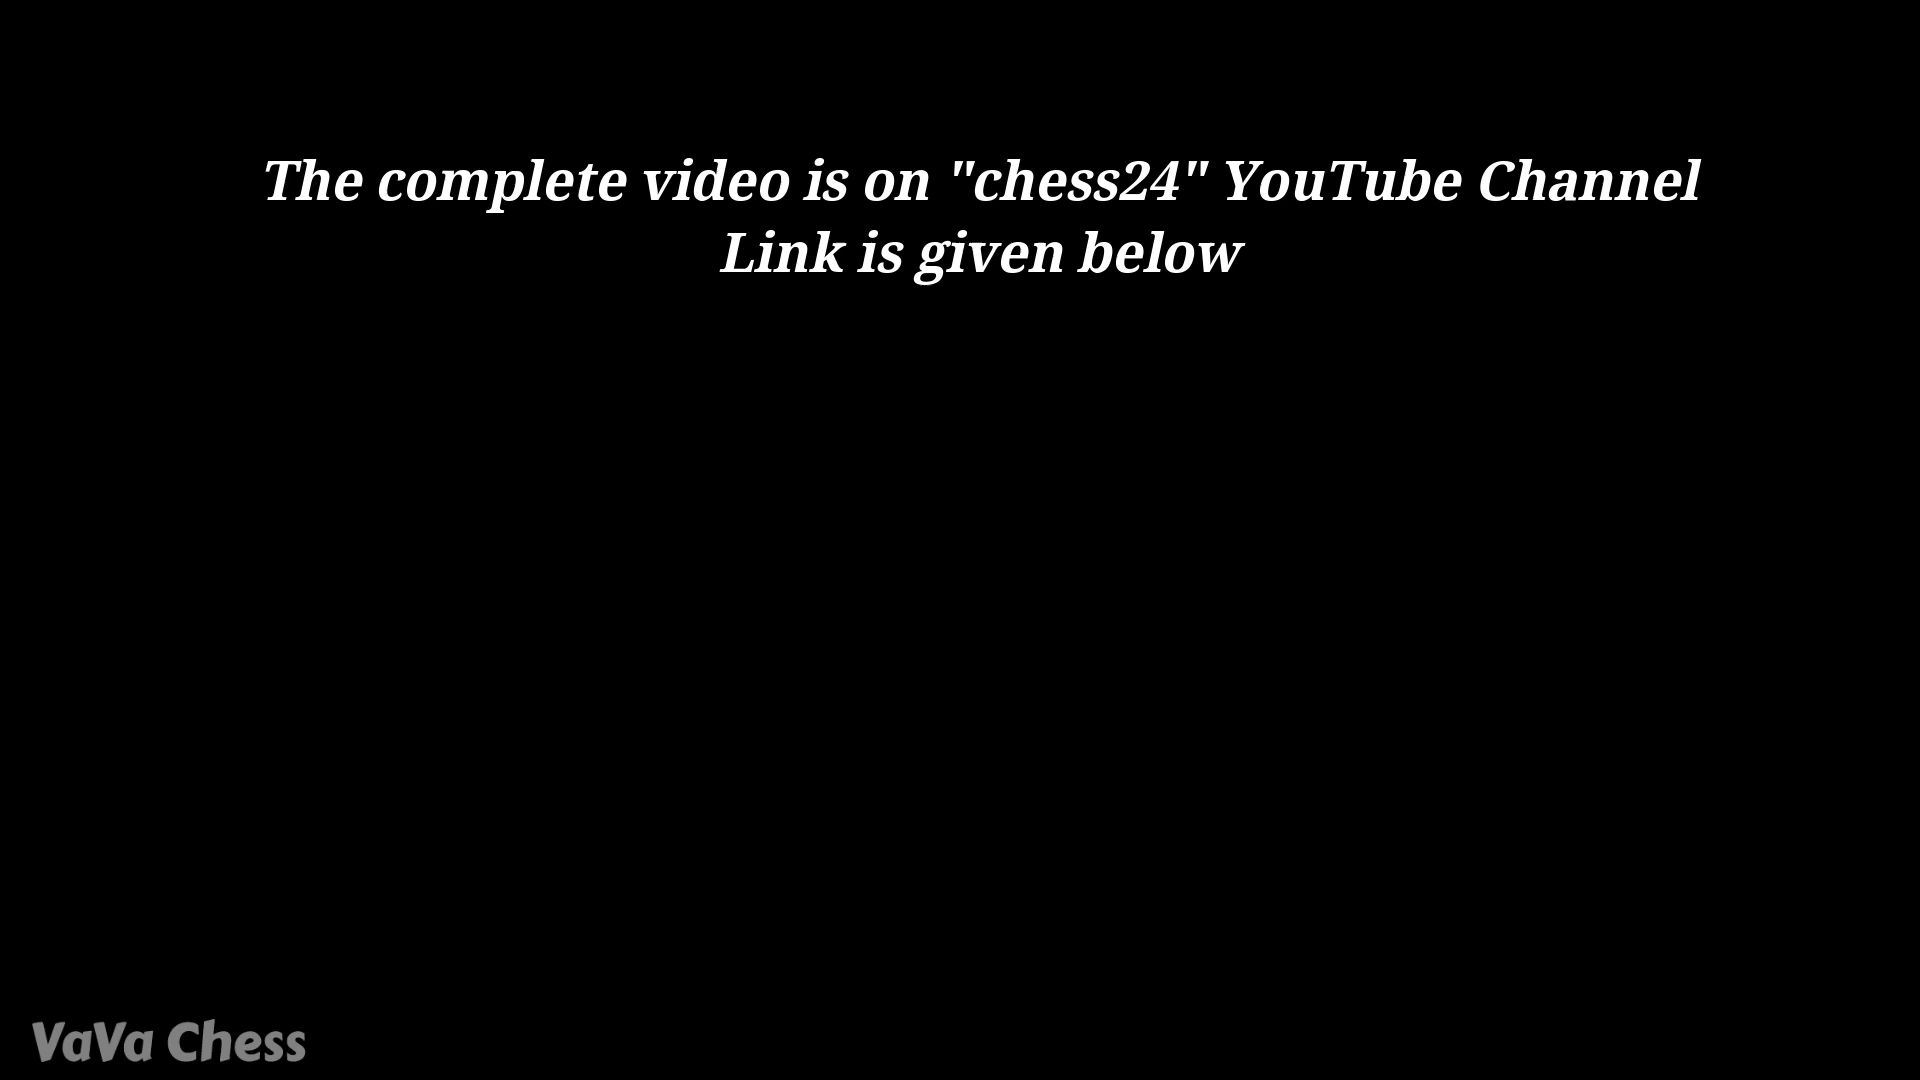 The complete video is on "chess24" YouTube Channel
Link is given below
VaVa Chess